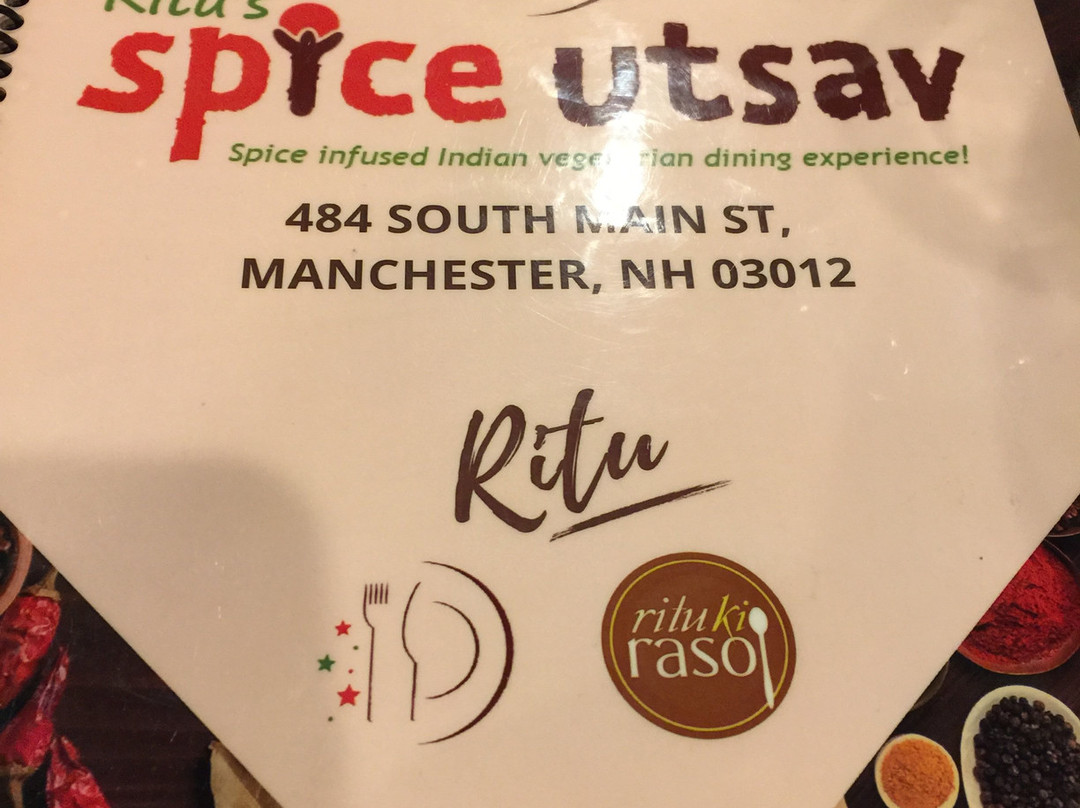 Ritu's
spice utsav
Spice infused Indian vegetarian dining experience!
484 SOUTH MAIN ST,
MANCHESTER, NH 03012
Ritu
ritu ki
rasoi